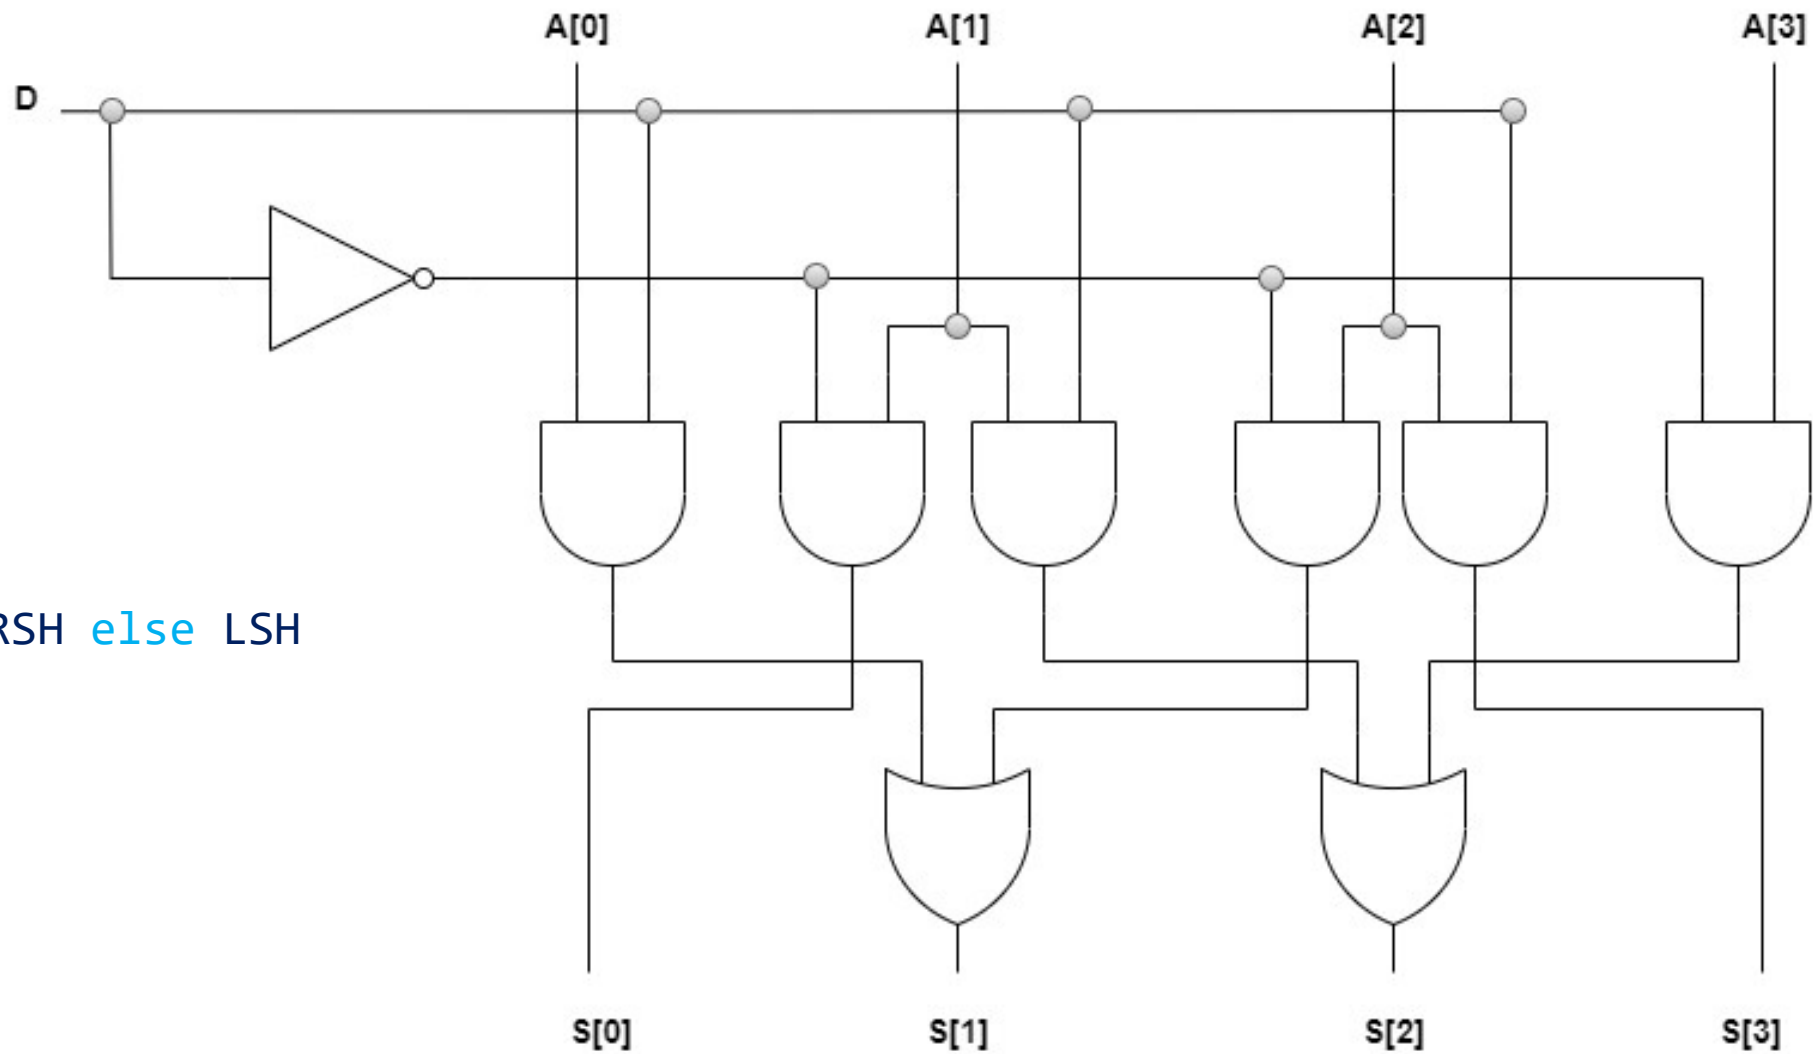 A[0] A[1] A[2] A[3]
D
RSH else LSH
S[0] S[1] S[2] S[3]